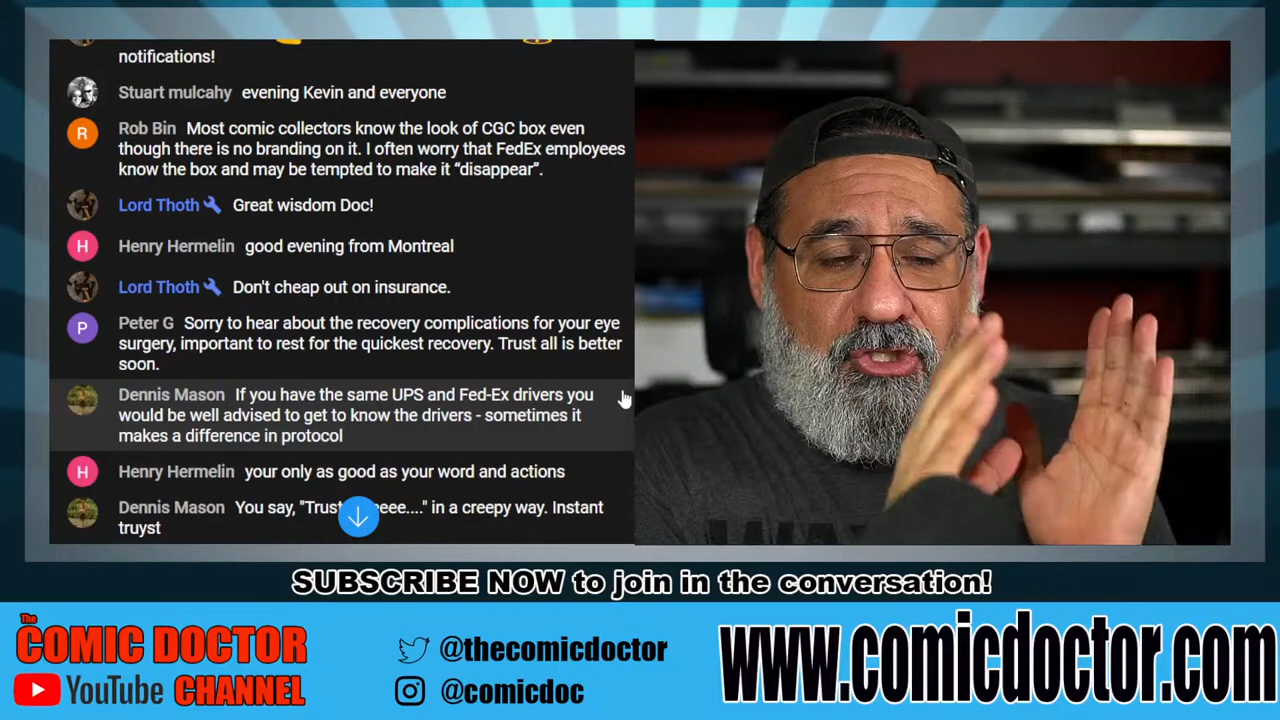 notifications!
Stuart mulcahy evening Kevin and everyone
R Rob Bin Most comic collectors know the look of CGC box even
though there is no branding on it. I often worry that FedEx employees
know the box and may be tempted to make it “disappear”.
Lord Thoth Great wisdom Doc!
H Henry Hermelin good evening from Montreal
Lord Thoth Don't cheap out on insurance.
P Peter G Sorry to hear about the recovery complications for your eye
surgery, important to rest for the quickest recovery. Trust all is better
soon.
Dennis Mason If you have the same UPS and Fed-Ex drivers you
would be well advised to get to know the drivers - sometimes it
makes a difference in protocol
H Henry Hermelin your only as good as your word and actions
Dennis Mason You say, "Trust eee...." in a creepy way. Instant
truyst
SUBSCRIBE NOW to join in the conversation!
The
COMIC DOCTOR
YouTube CHANNEL
@thecomicdoctor
@comicdoc
www.comicdoctor.com